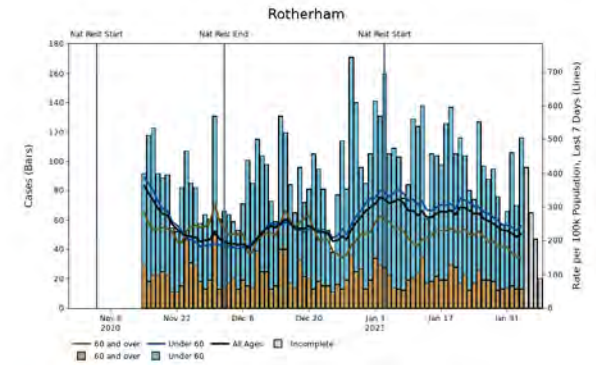 Rotherham
Nat Rest Start Nat Rest End Nat Rest Start
180
160
140
120
100
80
60
40
20
0
Cases (Bars)
700
600
500
400
300
200
100
0
Rate per 100k Population, Last 7 Days (Lines)
Nov 8 Nov 22 Dec 6 Dec 20 Jan 3 Jan 17 Jan 31
2020 2021
60 and over Under 60 All Ages Incomplete
60 and over Under 60